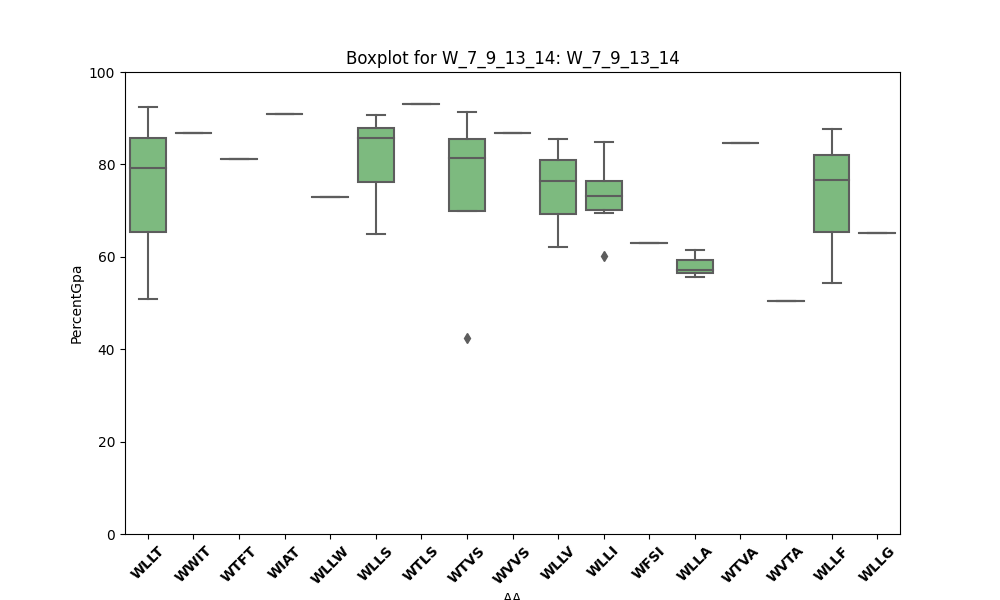 Boxplot for W_7_9_13_14: W_7_9_13_14
100
80
60
40
20
0
PercentGpa
WLLT
WWIT
WTFT
WIAT
WLLW
WLLS
WTLS
WTVS
WVVS
WLLV
WLLI
WFSI
WLLA
WTVA
WVTA
WLLF
WLLG
AA